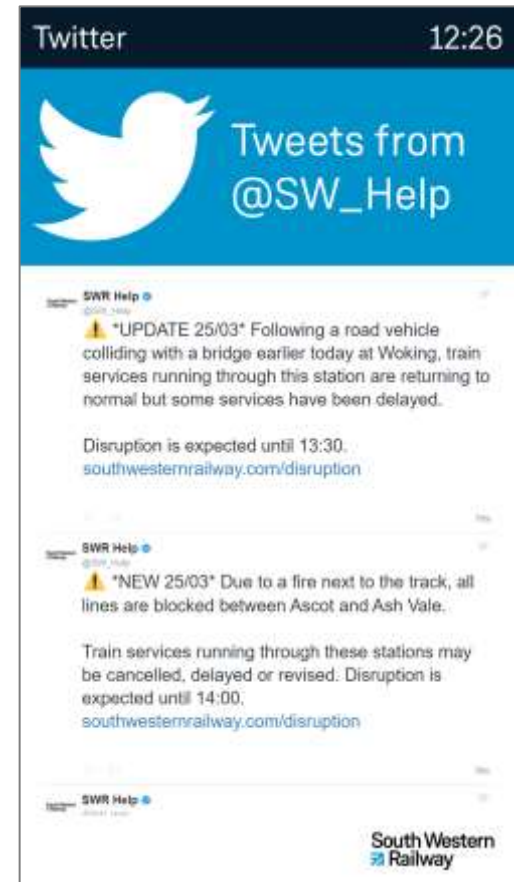 Twitter 12:26
Tweets from
@SW_Help
SWR Help
@SW_Help
⚠ *UPDATE 25/03* Following a road vehicle
colliding with a bridge earlier today at Woking, train
services running through this station are returning to
normal but some services have been delayed.
Disruption is expected until 13:30.
southwesternrailway.com/disruption
SWR Help
@SW_Help
⚠ *NEW 25/03* Due to a fire next to the track, all
lines are blocked between Ascot and Ash Vale.
Train services running through these stations may
be cancelled, delayed or revised. Disruption is
expected until 14:00.
southwesternrailway.com/disruption
SWR Help
South Western
Railway